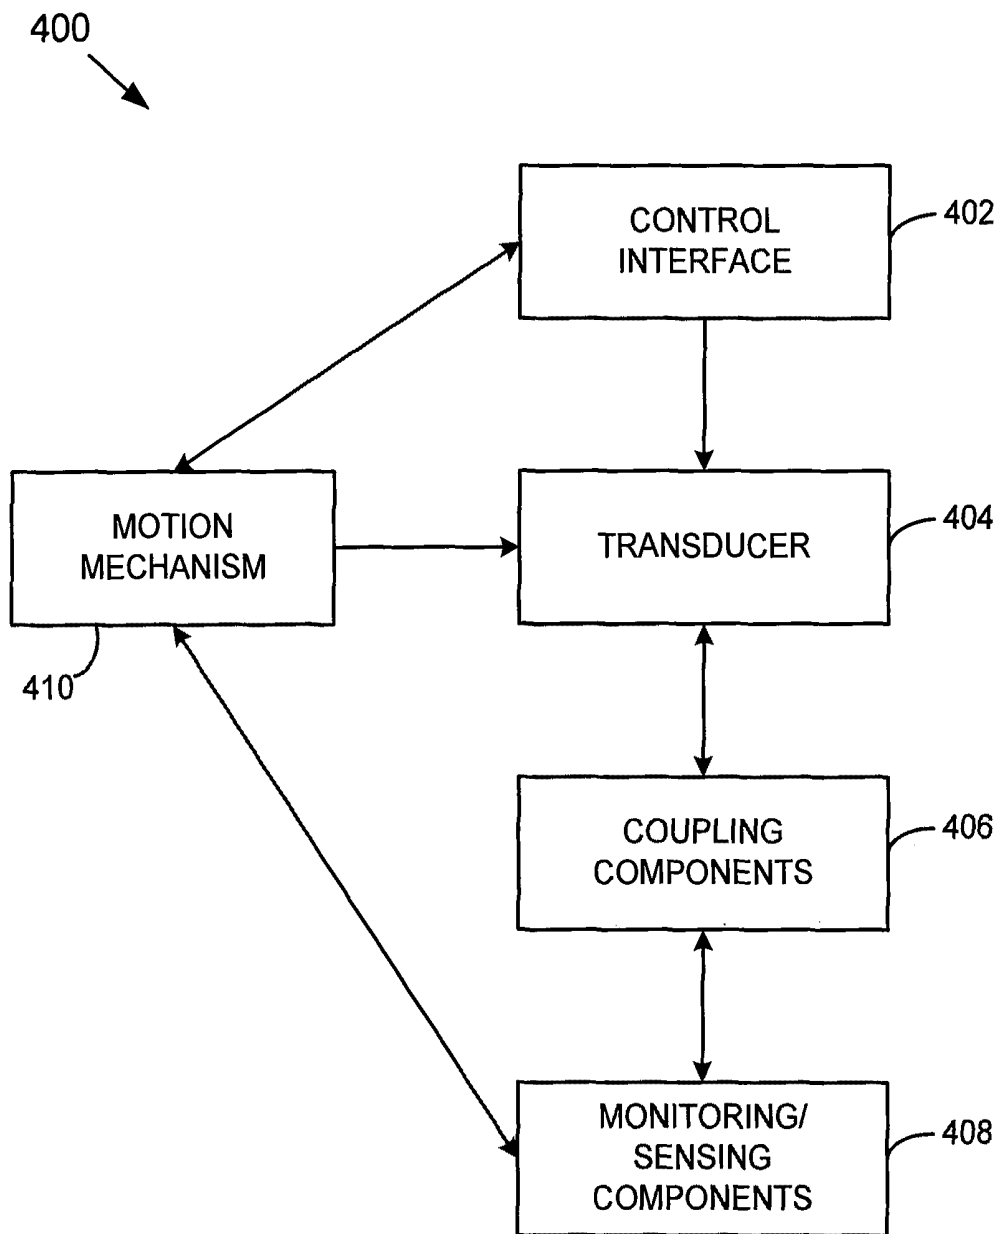 400
CONTROL
INTERFACE
402
MOTION
MECHANISM
410
TRANSDUCER
404
COUPLING
COMPONENTS
406
MONITORING/
SENSING
COMPONENTS
408